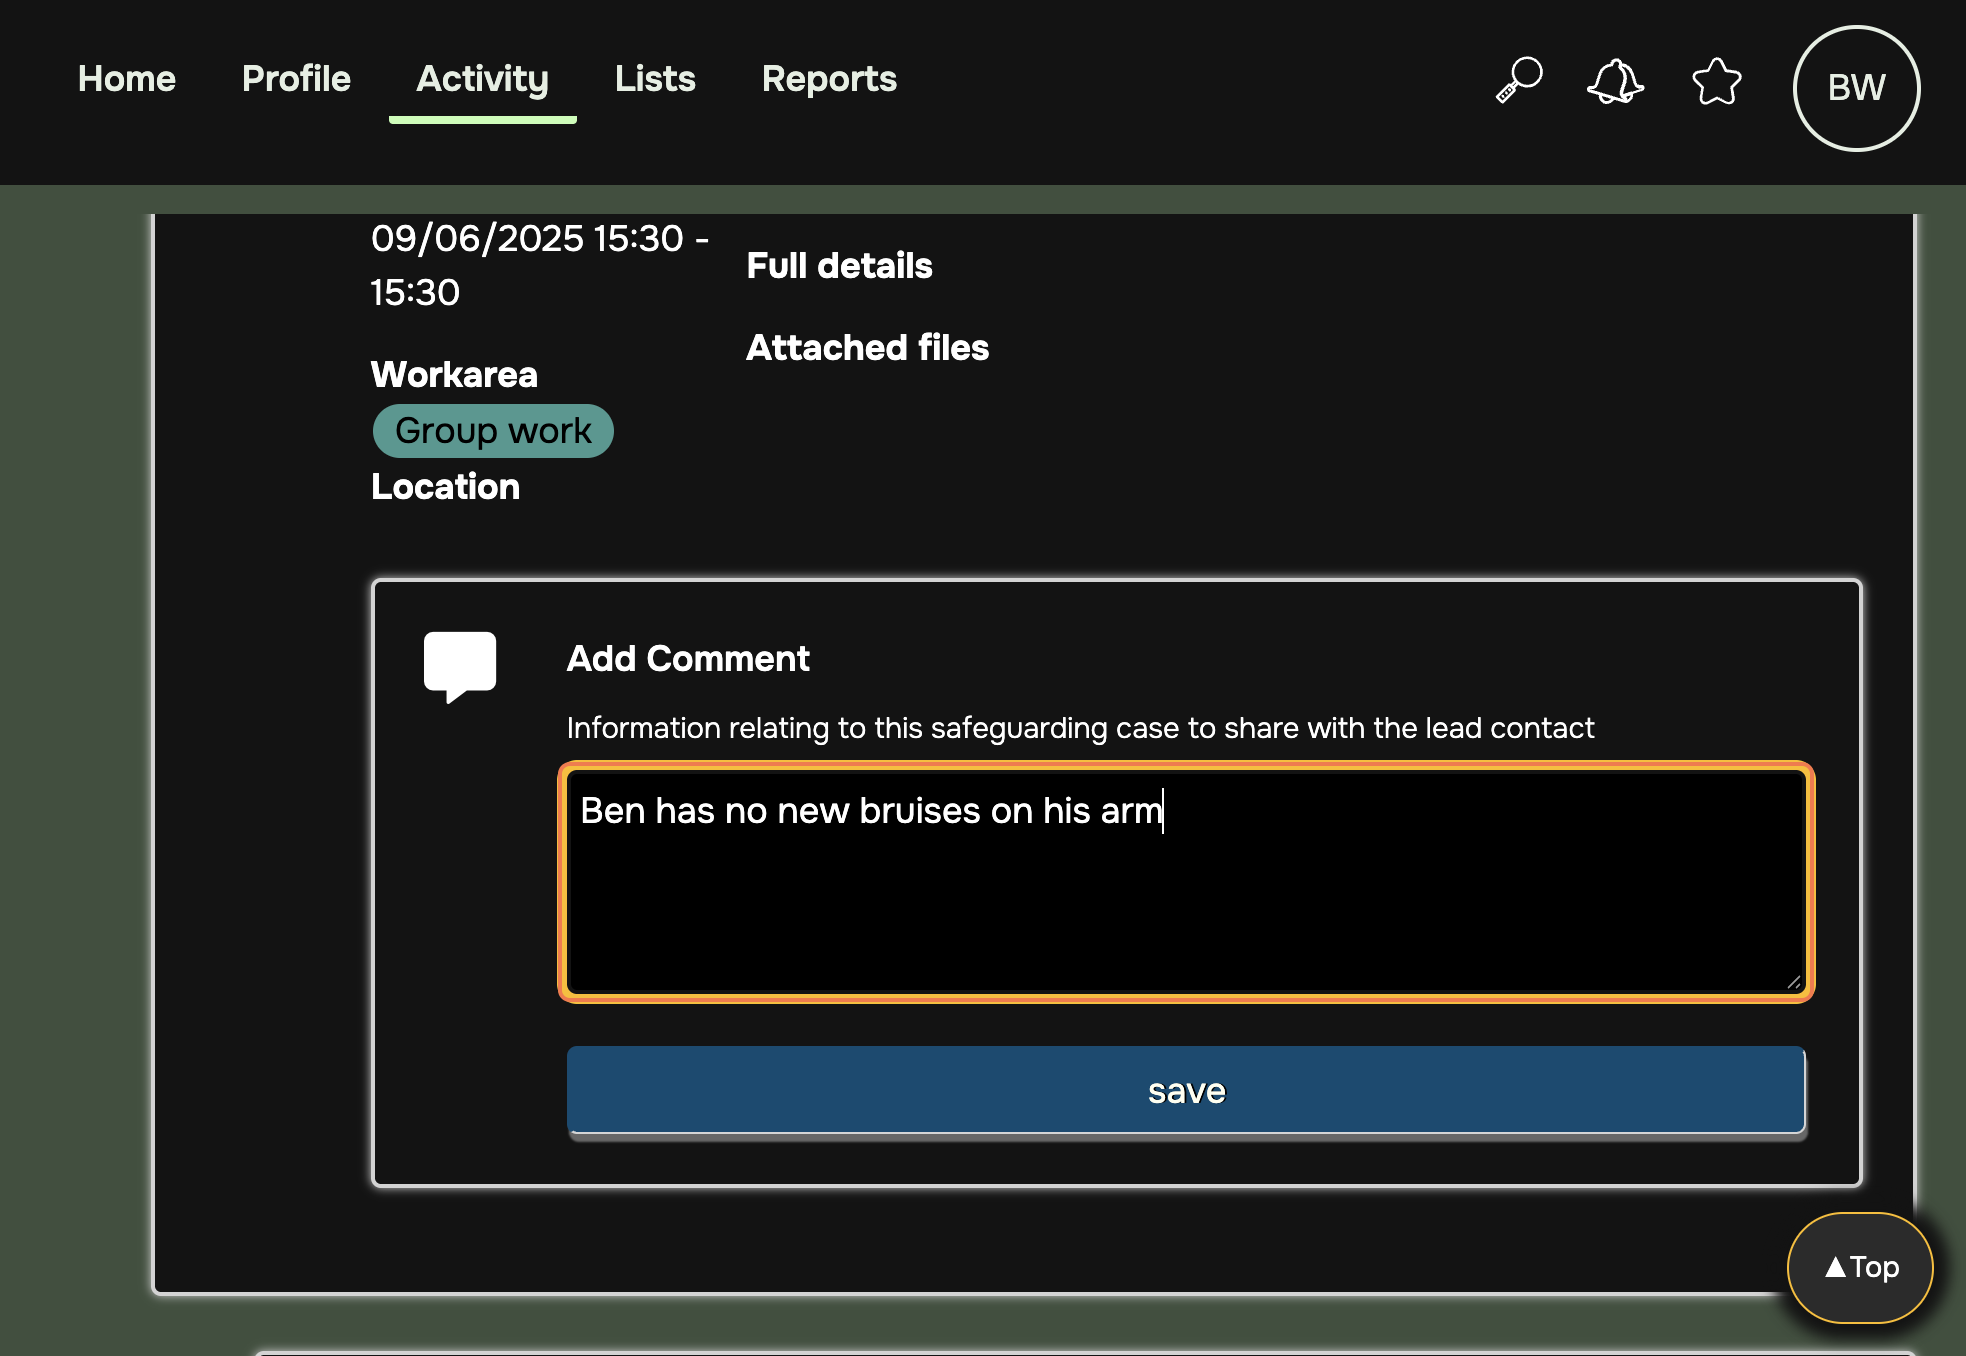 Home Profile Activity Lists Reports BW
09/06/2025 15:30 -
15:30
Workarea
Group work
Location
Full details
Attached files
Add Comment
Information relating to this safeguarding case to share with the lead contact
Ben has no new bruises on his arm
save
▲Top